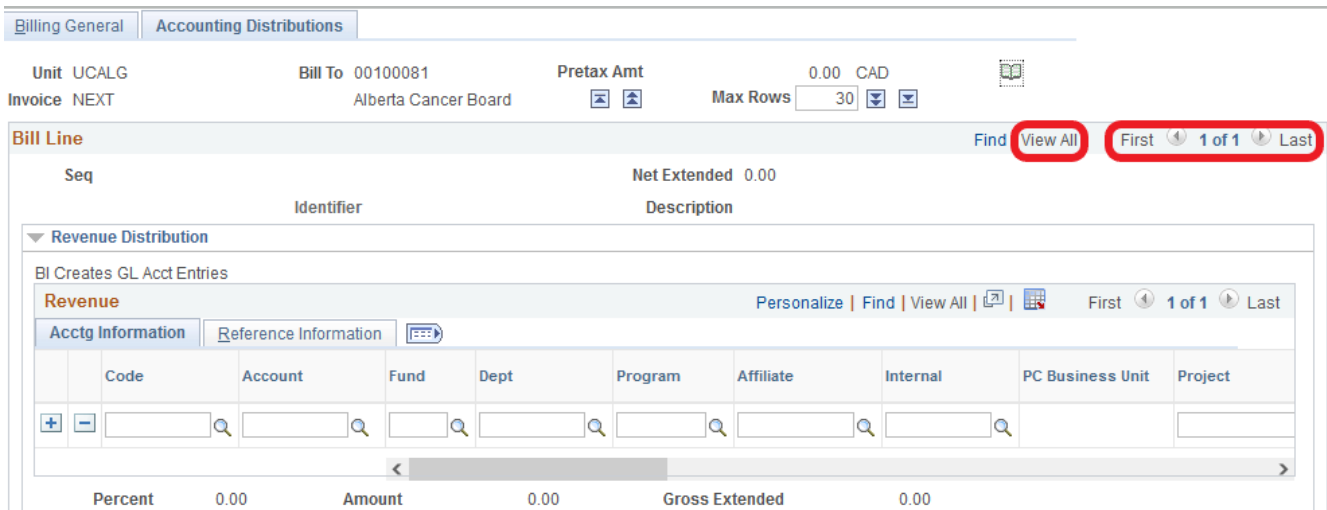 Billing General Accounting Distributions
Unit UCALG Bill To 00100081 Pretax Amt 0.00 CAD
Invoice NEXT Alberta Cancer Board Max Rows 30
Bill Line Find View All First 1 of 1 Last
Seq Net Extended 0.00
Identifier Description
Revenue Distribution
BI Creates GL Acct Entries
Revenue Personalize | Find | View All | | First 1 of 1 Last
Acctg Information Reference Information
Code Account Fund Dept Program Affiliate Internal PC Business Unit Project
Percent 0.00 Amount 0.00 Gross Extended 0.00